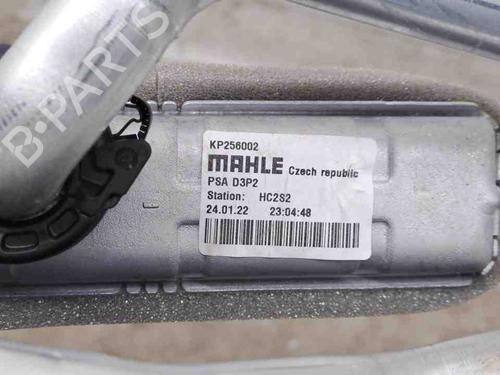 B-PARTS
KP256002
MAHLE Czech republic
PSA D3P2
Station: HC2S2
24.01.22 23:04:48